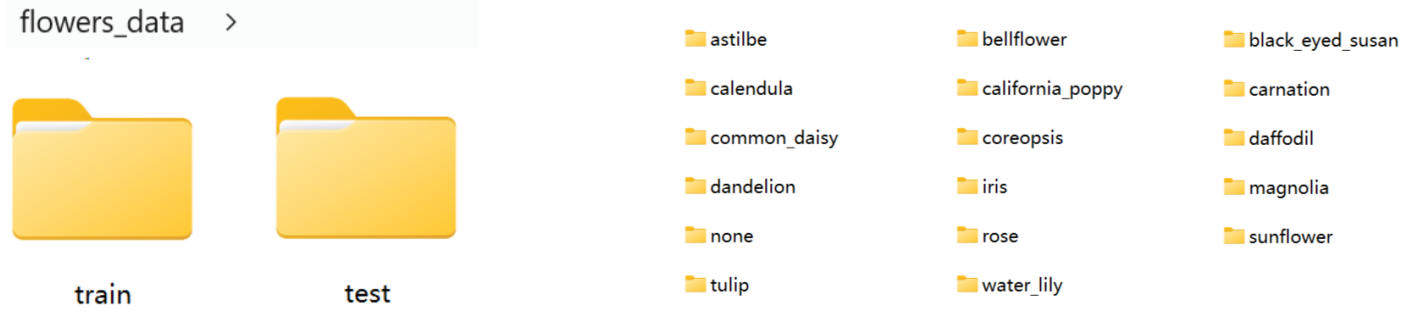 flowers_data >
train test
astilbe bellflower black_eyed_susan
calendula california_poppy carnation
common_daisy coreopsis daffodil
dandelion iris magnolia
none rose sunflower
tulip water_lily